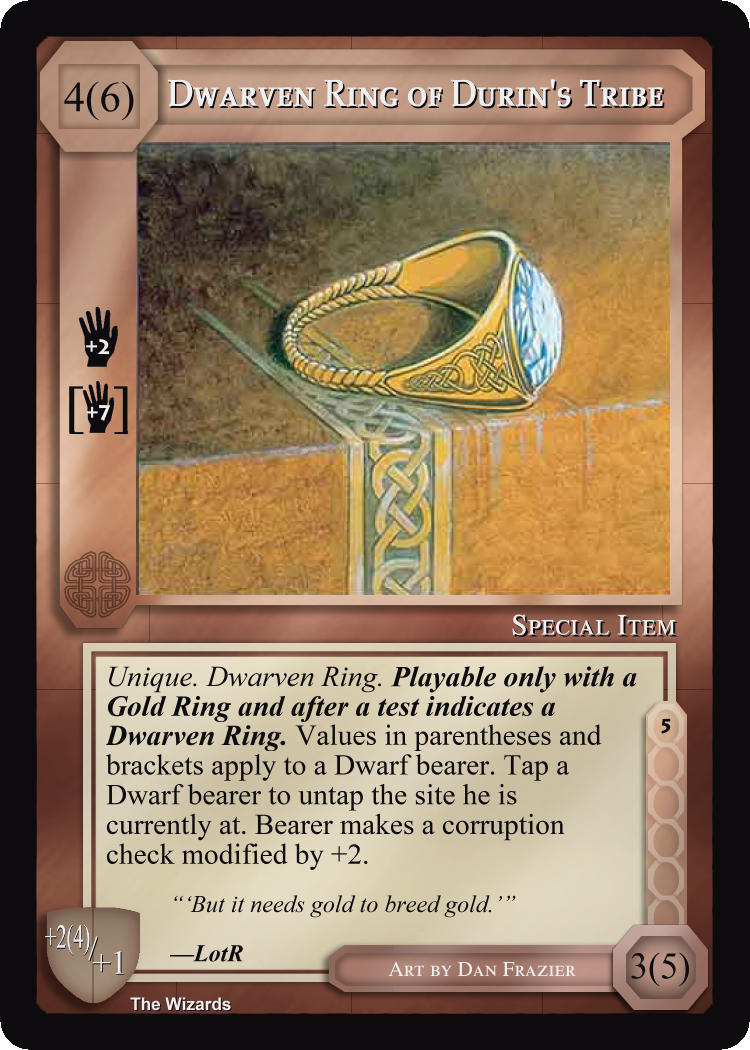 4(6)
Dwarven Ring of Durin's Tribe
+2
[+7]
Special Item
Unique. Dwarven Ring. Playable only with a
Gold Ring and after a test indicates a
Dwarven Ring. Values in parentheses and
brackets apply to a Dwarf bearer. Tap a
Dwarf bearer to untap the site he is
currently at. Bearer makes a corruption
check modified by +2.
5
“‘But it needs gold to breed gold.’”
—LotR
+2(4)/+1
Art by Dan Frazier
3(5)
The Wizards